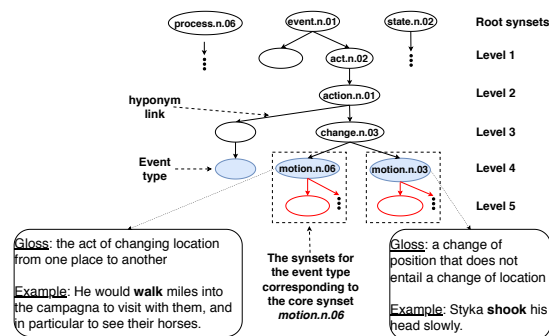 process.n.06 event.n.01 state.n.02 Root synsets
act.n.02 Level 1
action.n.01 Level 2
hyponym
link
change.n.03 Level 3
Event
type
motion.n.06 motion.n.03 Level 4
Level 5
Gloss: the act of changing location
from one place to another
Example: He would walk miles into
the campagna to visit with them, and
in particular to see their horses.
The synsets for
the event type
corresponding to
the core synset
motion.n.06
Gloss: a change of
position that does not
entail a change of location
Example: Styka shook his
head slowly.